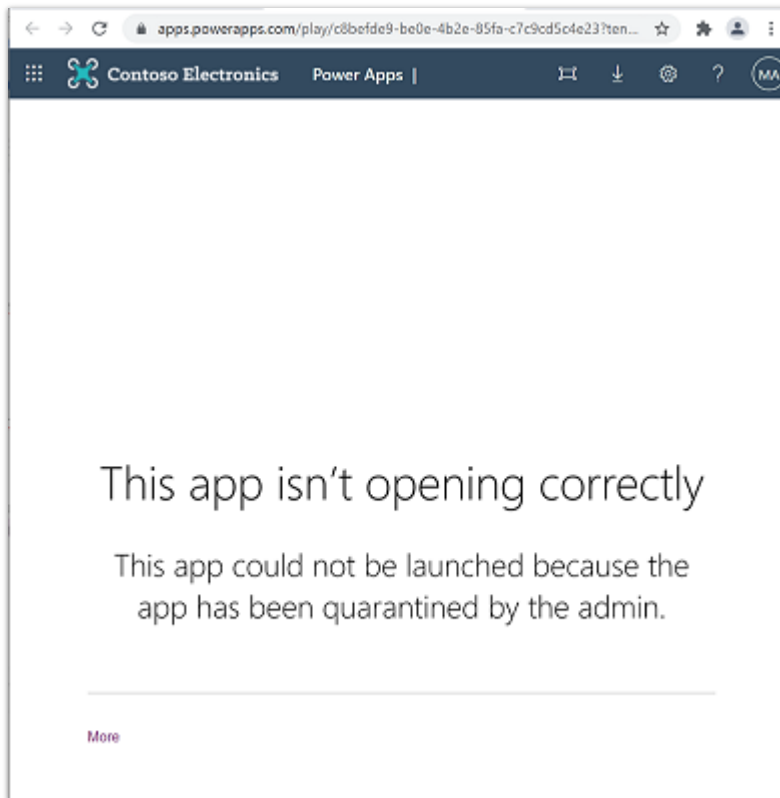 apps.powerapps.com/play/c8befde9-be0e-4b2e-85fa-c7c9cd5c4e23?ten...
Contoso Electronics Power Apps | ? MA
This app isn't opening correctly
This app could not be launched because the
app has been quarantined by the admin.
More